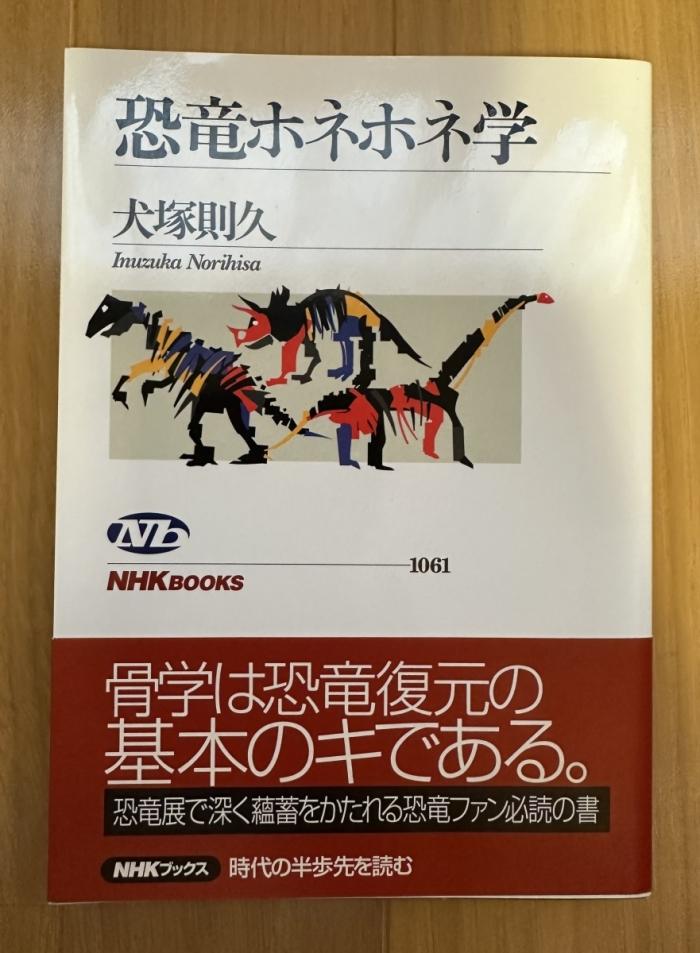 恐竜ホネホネ学
犬塚則久
Inuzuka Norihisa
Nb
1061
NHKBOOKS
骨学は恐竜復元の
基本のキである。
恐竜展で深く蘊蓄をかたれる恐竜ファン必読の書
NHKブックス 時代の半歩先を読む